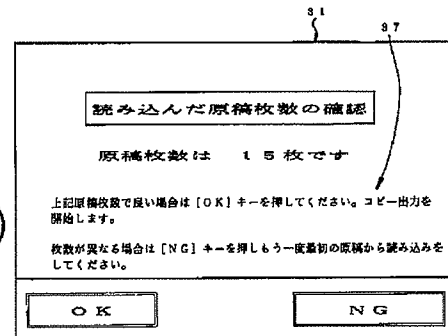 31
37
読み込んだ原稿枚数の確認
原稿枚数は 15枚です
上記原稿枚数で良い場合は[OK]キーを押してください。コピー出力を
開始します。
枚数が異なる場合は[NG]キーを押しもう一度最初の原稿から読み込みを
してください。
OK
NG